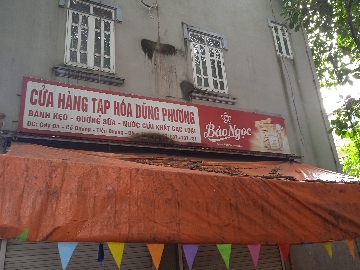 CỬA HÀNG TẠP HÓA DŨNG PHƯƠNG
BÁNH KẸO - ĐƯỜNG SỮA - NƯỚC GIẢI KHÁT CÁC LOẠI
Bảo Ngọc